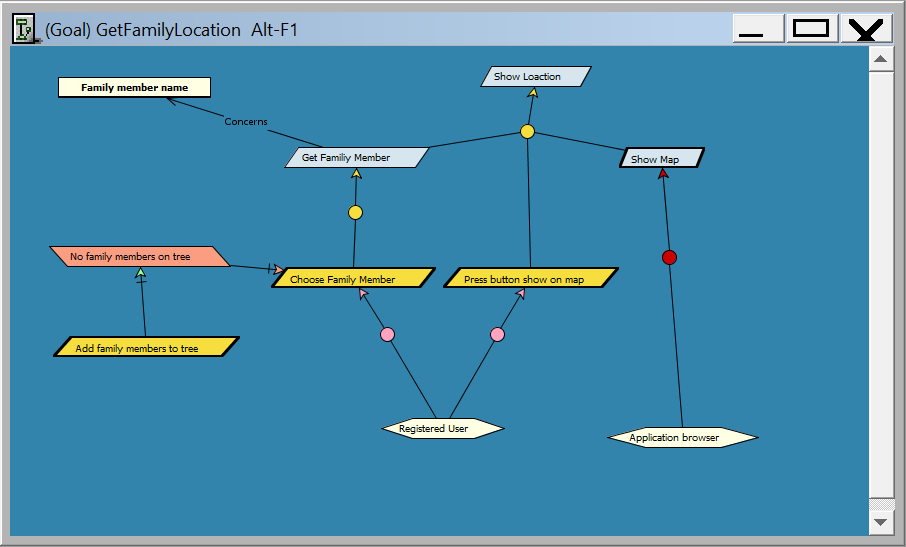 (Goal) GetFamilyLocation Alt-F1
Family member name
Show Loaction
Concerns
Get Familiy Member
Show Map
No family members on tree
Choose Family Member
Press button show on map
Add family members to tree
Registered User
Application browser